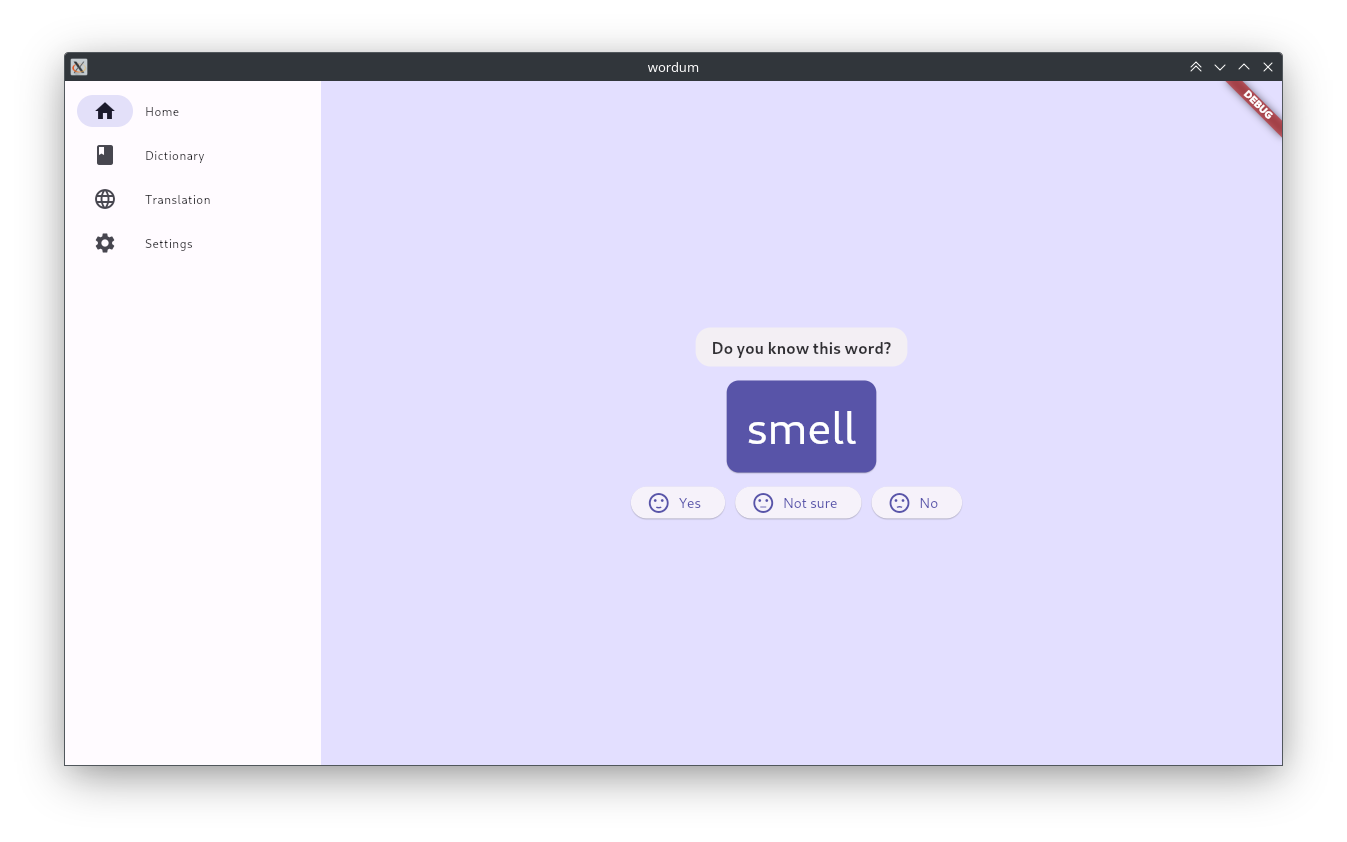 wordum
DEBUG
Home
Dictionary
Translation
Settings
Do you know this word?
smell
Yes
Not sure
No